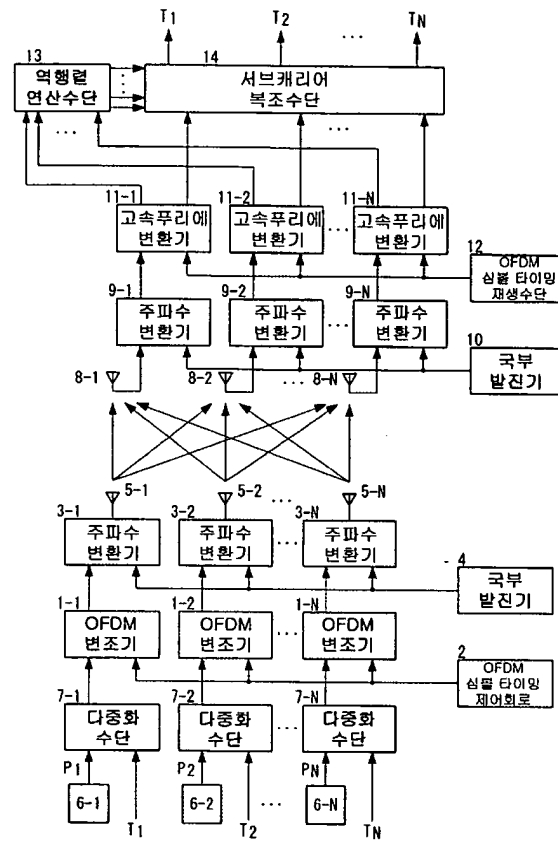 T1 T2 ... TN
13 14
역행렬
연산수단
서브캐리어
복조수단
... ...
11-1 11-2 11-N
고속푸리에
변환기
고속푸리에
변환기
...
고속푸리에
변환기
12
OFDM
심볼 타이밍
재생수단
9-1 9-2 9-N
주파수
변환기
주파수
변환기
...
주파수
변환기
10
국부
발진기
8-1 8-2 ... 8-N
5-1 5-2 ... 5-N
3-1 3-2 3-N
주파수
변환기
주파수
변환기
...
주파수
변환기
4
국부
발진기
1-1 1-2 1-N
OFDM
변조기
OFDM
변조기
...
OFDM
변조기
2
OFDM
심볼 타이밍
제어회로
7-1 7-2 7-N
다중화
수단
다중화
수단
...
다중화
수단
P1 P2 PN
6-1 6-2 ... 6-N
T1 T2 TN